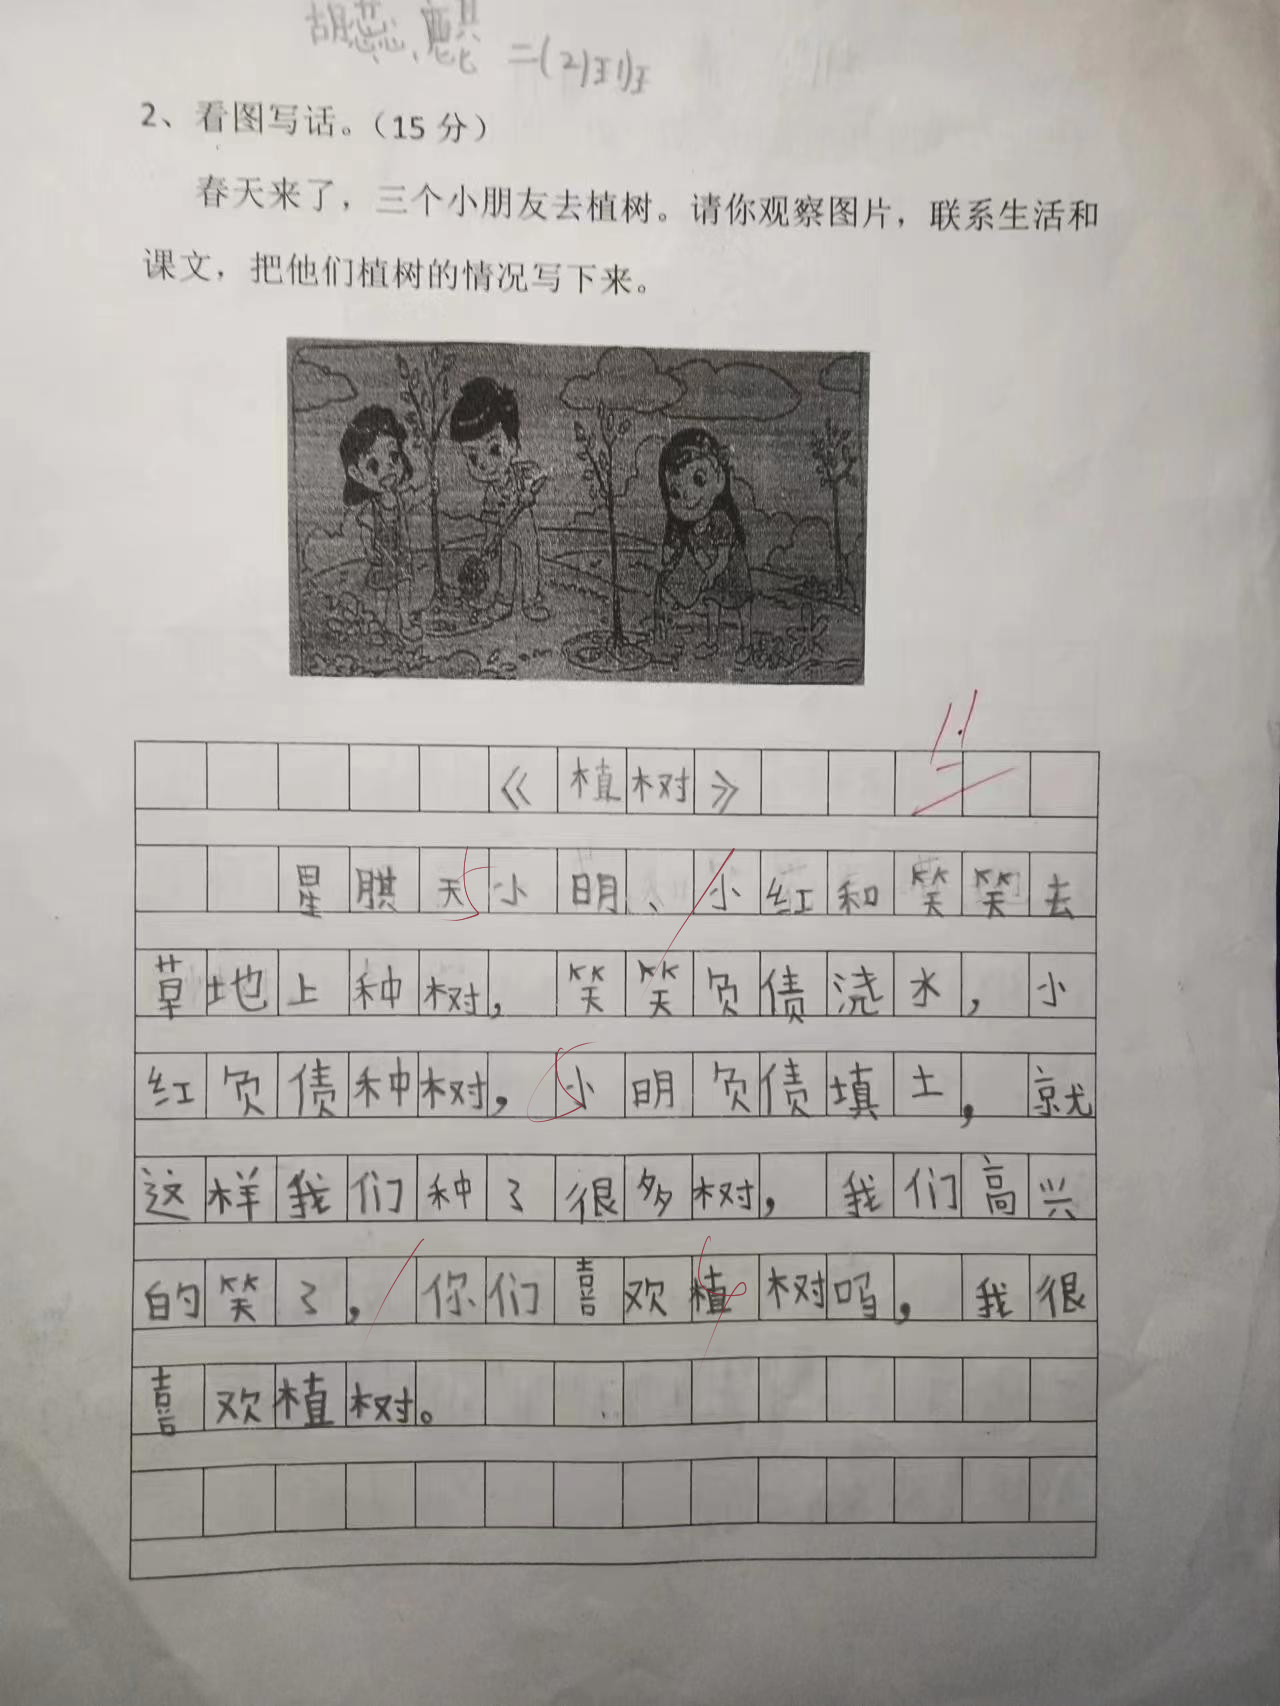 胡蕊麒 二(2)班
2、看图写话。（15 分）
春天来了，三个小朋友去植树。请你观察图片，联系生活和
课文，把他们植树的情况写下来。
11
《植树》
星期天小明、小红和笑笑去
草地上种树，笑笑负债浇水，小
红负债种树，小明负债填土，就
这样我们种了很多树，我们高兴
的笑了，你们喜欢植树吗，我很
喜欢植树。